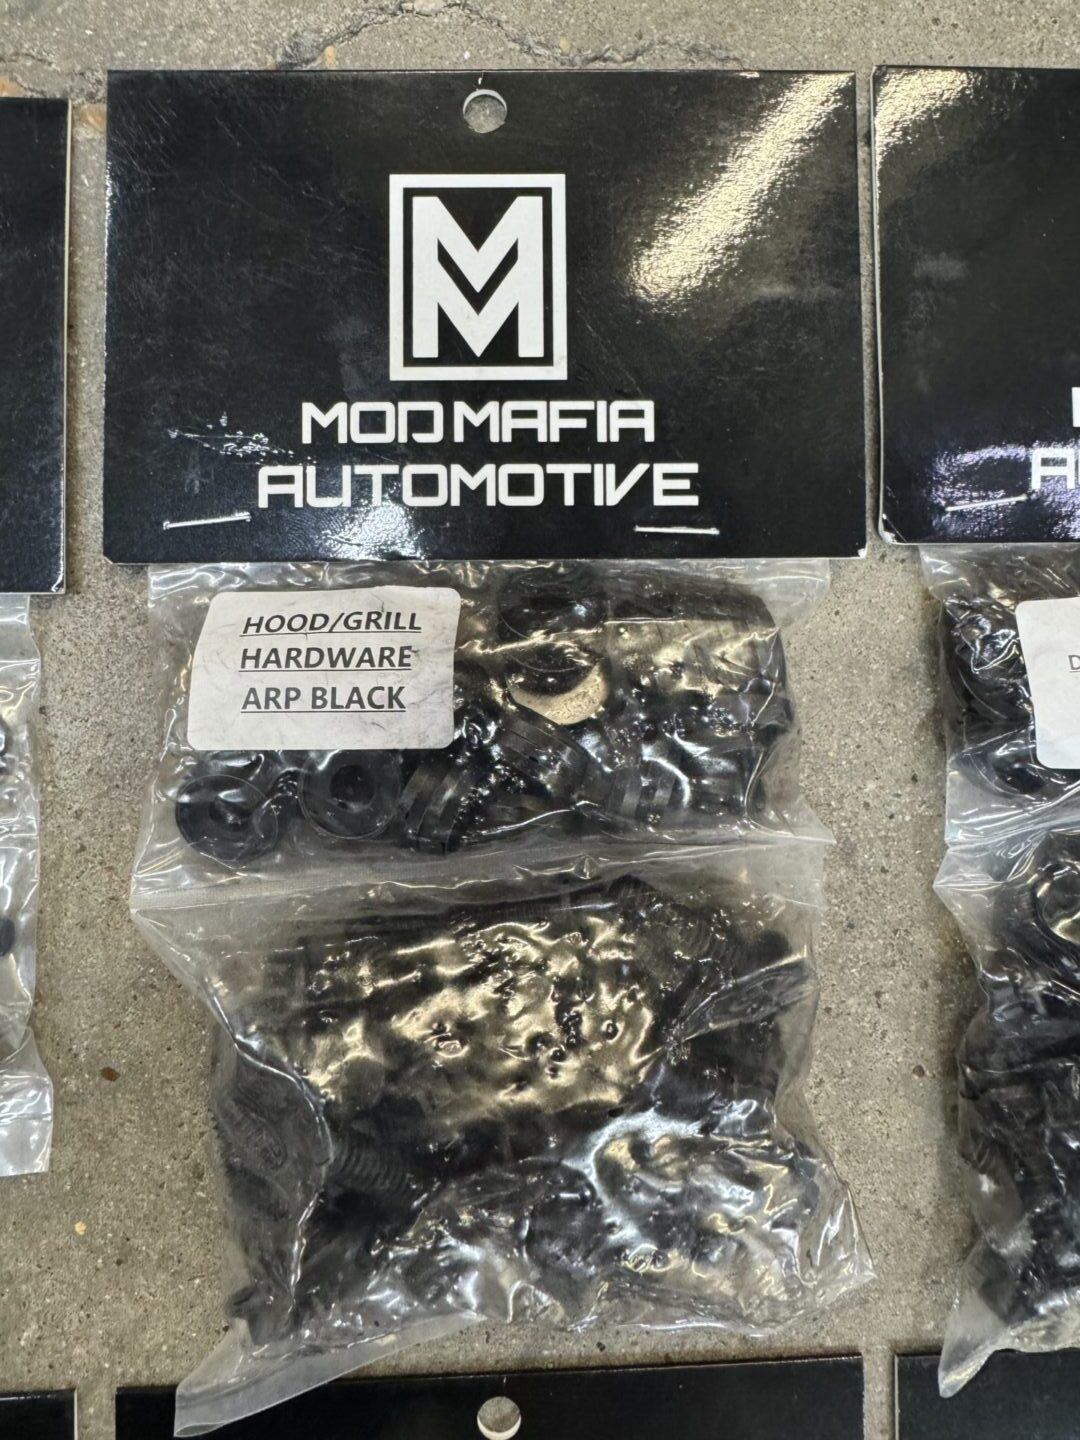 M
MOD MAFIA
AUTOMOTIVE
HOOD/GRILL
HARDWARE
ARP BLACK